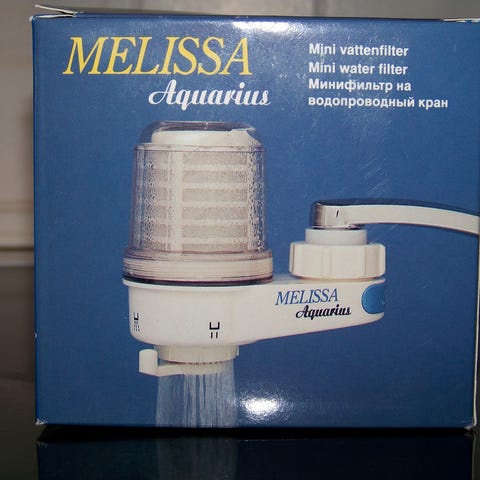 MELISSA
Aquarius
Mini vattenfilter
Mini water filter
Минифильтр на
водопроводный кран
MELISSA
Aquarius